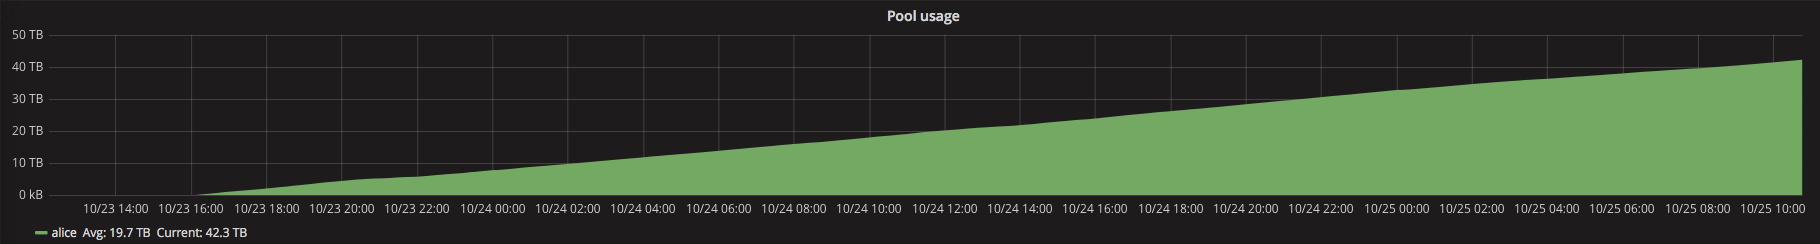 Pool usage
50 TB
40 TB
30 TB
20 TB
10 TB
0 kB
10/23 14:00 10/23 16:00 10/23 18:00 10/23 20:00 10/23 22:00 10/24 00:00 10/24 02:00 10/24 04:00 10/24 06:00 10/24 08:00 10/24 10:00 10/24 12:00 10/24 14:00 10/24 16:00 10/24 18:00 10/24 20:00 10/24 22:00 10/25 00:00 10/25 02:00 10/25 04:00 10/25 06:00 10/25 08:00 10/25 10:00
alice Avg: 19.7 TB Current: 42.3 TB